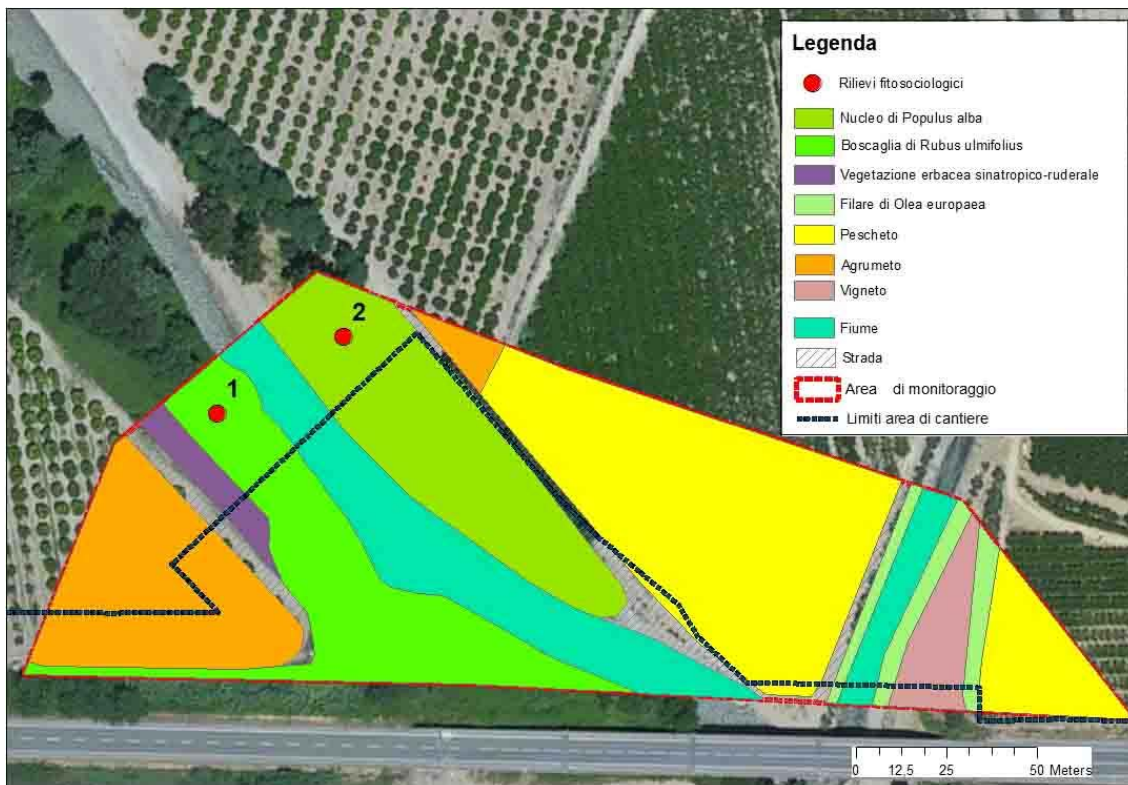 Legenda
Rilievi fitosociologici
Nucleo di Populus alba
Boscaglia di Rubus ulmifolius
Vegetazione erbacea sinatropico-ruderale
Filare di Olea europaea
Pescheto
Agrumeto
Vigneto
Fiume
Strada
Area di monitoraggio
Limiti area di cantiere
2
1
0 12,5 25 50 Meters